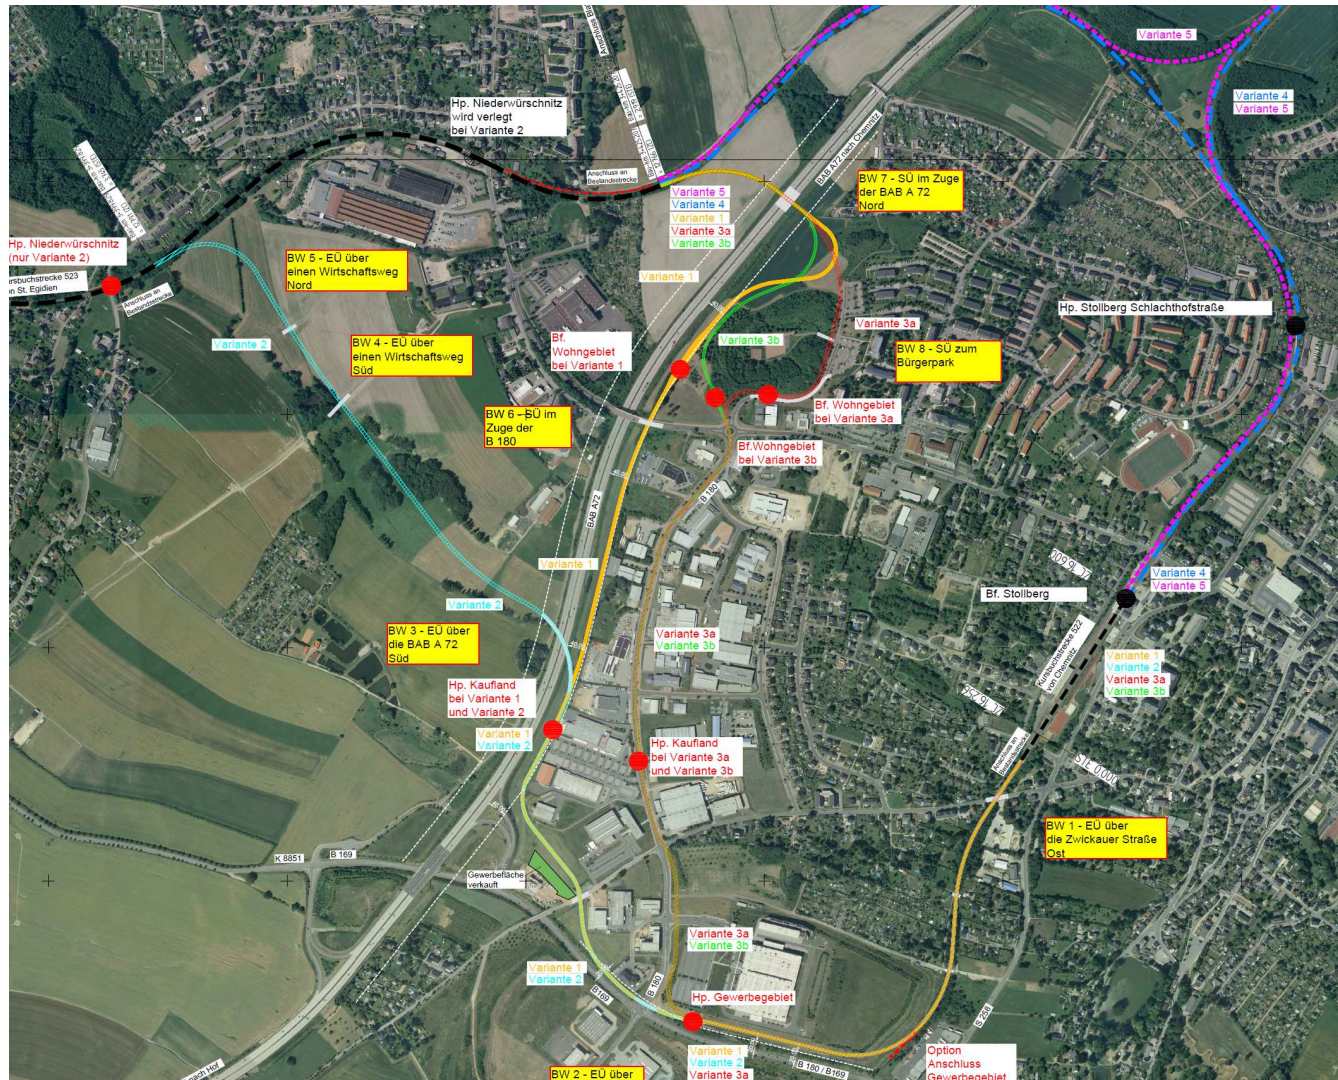 Variante 5
Variante 4
Variante 5
Hp. Niederwürschnitz
wird verlegt
bei Variante 2
Anschluss an
Bestandsstrecke
BAB A72 nach Chemnitz
BW 7 - SÜ im Zuge
der BAB A 72
Nord
Variante 5
Variante 4
Variante 1
Variante 3a
Variante 3b
Hp. Niederwürschnitz
(nur Variante 2)
ursbuchstrecke 523
n St. Egidien
Anschluss an
Bestandsstrecke
BW 5 - EÜ über
einen Wirtschaftsweg
Nord
Variante 1
Hp. Stollberg Schlachthofstraße
Variante 2
BW 4 - EÜ über
einen Wirtschaftsweg
Süd
Bf.
Wohngebiet
bei Variante 1
Variante 3b
Variante 3a
BW 8 - SÜ zum
Bürgerpark
BW 6 - SÜ im
Zuge der
B 180
Bf. Wohngebiet
bei Variante 3a
Bf.Wohngebiet
bei Variante 3b
B 180
BAB A72
Variante 1
Variante 4
Variante 5
Bf. Stollberg
Variante 2
BW 3 - EÜ über
die BAB A 72
Süd
Variante 3a
Variante 3b
Kursbuchstrecke 522
von Chemnitz
Variante 1
Variante 2
Variante 3a
Variante 3b
Hp. Kaufland
bei Variante 1
und Variante 2
Variante 1
Variante 2
Hp. Kaufland
bei Variante 3a
und Variante 3b
Anschluss an
Bestandsstrecke
BW 1 - EÜ über
die Zwickauer Straße
Ost
K 8851
B 169
Gewerbefläche
verkauft
Variante 3a
Variante 3b
Variante 1
Variante 2
B169
B 180
Hp. Gewerbegebiet
S 258
nach Hof
BW 2 - EÜ über
Variante 1
Variante 2
Variante 3a
B 180 / B169
Option
Anschluss
Gewerbegebiet